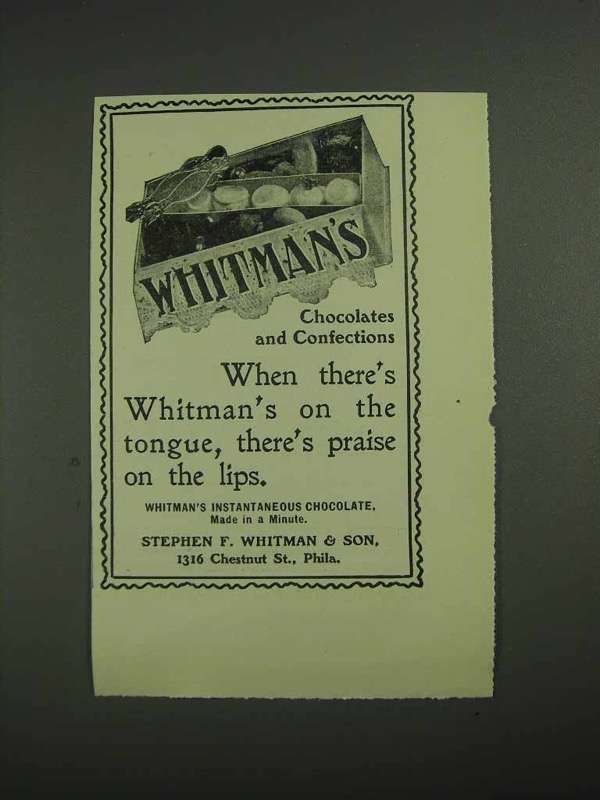 WHITMAN'S
Chocolates
and Confections
When there's
Whitman's on the
tongue, there's praise
on the lips.
WHITMAN'S INSTANTANEOUS CHOCOLATE,
Made in a Minute.
STEPHEN F. WHITMAN & SON,
1316 Chestnut St., Phila.